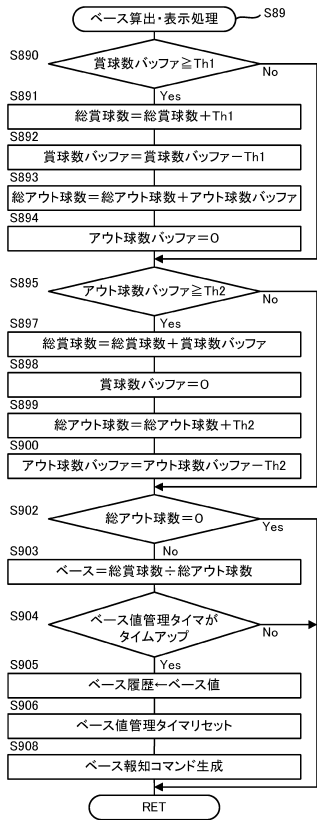 ベース算出・表示処理
S89
S890
賞球数バッファ≧Th1
No
Yes
S891
総賞球数=総賞球数+Th1
S892
賞球数バッファ=賞球数バッファ-Th1
S893
総アウト球数=総アウト球数+アウト球数バッファ
S894
アウト球数バッファ=0
S895
アウト球数バッファ≧Th2
No
Yes
S897
総賞球数=総賞球数+賞球数バッファ
S898
賞球数バッファ=0
S899
総アウト球数=総アウト球数+Th2
S900
アウト球数バッファ=アウト球数バッファ-Th2
S902
総アウト球数=0
Yes
No
S903
ベース=総賞球数÷総アウト球数
S904
ベース値管理タイマが
タイムアップ
No
Yes
S905
ベース履歴←ベース値
S906
ベース値管理タイマリセット
S908
ベース報知コマンド生成
RET